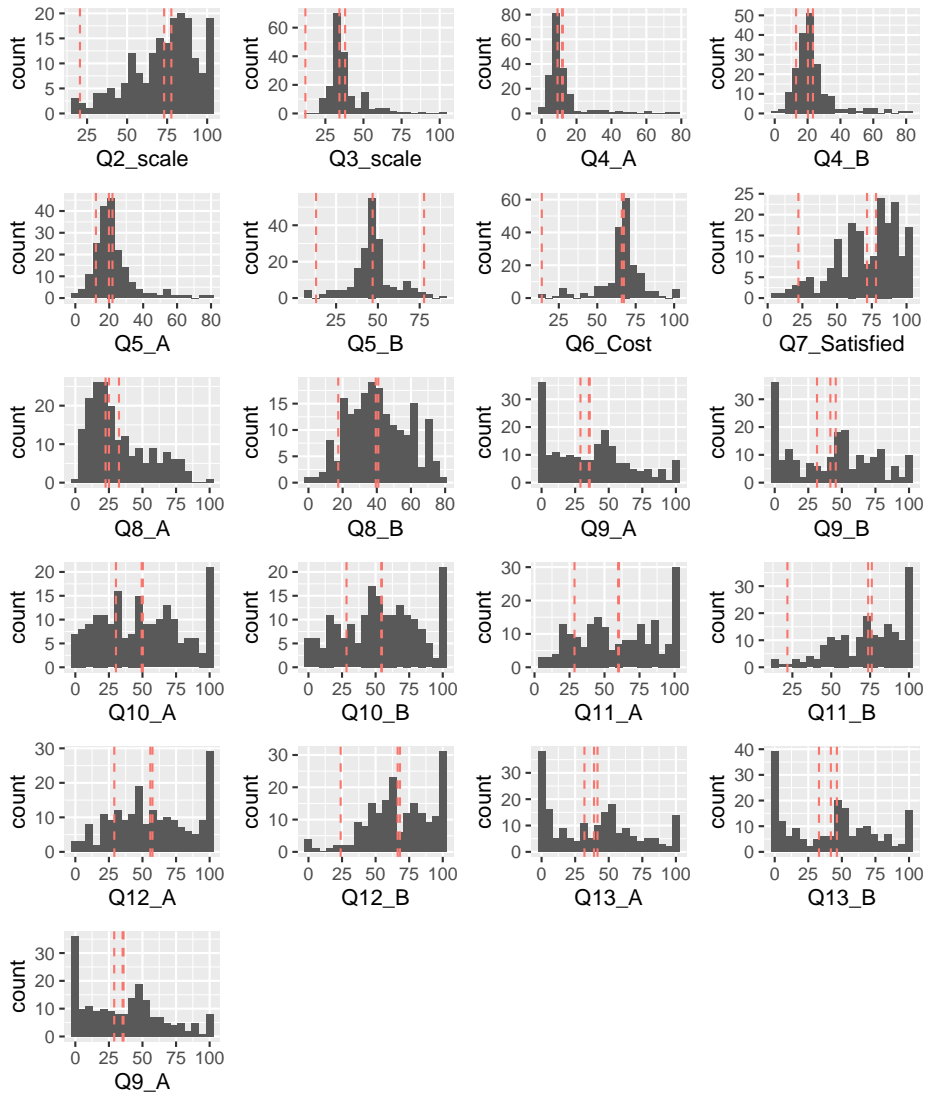 count
0 5 10 15 20
25 50 75 100
Q2_scale
count
0 20 40 60
25 50 75 100
Q3_scale
count
0 20 40 60 80
0 20 40 60 80
Q4_A
count
0 10 20 30 40 50
0 20 40 60 80
Q4_B
count
0 10 20 30 40
0 20 40 60 80
Q5_A
count
0 20 40
25 50 75
Q5_B
count
0 20 40 60
25 50 75 100
Q6_Cost
count
0 5 10 15 20 25
0 25 50 75 100
Q7_Satisfied
count
0 10 20
0 25 50 75 100
Q8_A
count
0 5 10 15
0 20 40 60 80
Q8_B
count
0 10 20 30
0 25 50 75 100
Q9_A
count
0 10 20 30
0 25 50 75 100
Q9_B
count
0 5 10 15 20
0 25 50 75 100
Q10_A
count
0 5 10 15 20
0 25 50 75 100
Q10_B
count
0 10 20 30
0 25 50 75 100
Q11_A
count
0 10 20 30
25 50 75 100
Q11_B
count
0 10 20 30
0 25 50 75 100
Q12_A
count
0 10 20 30
0 25 50 75 100
Q12_B
count
0 10 20 30
0 25 50 75 100
Q13_A
count
0 10 20 30 40
0 25 50 75 100
Q13_B
count
0 10 20 30
0 25 50 75 100
Q9_A